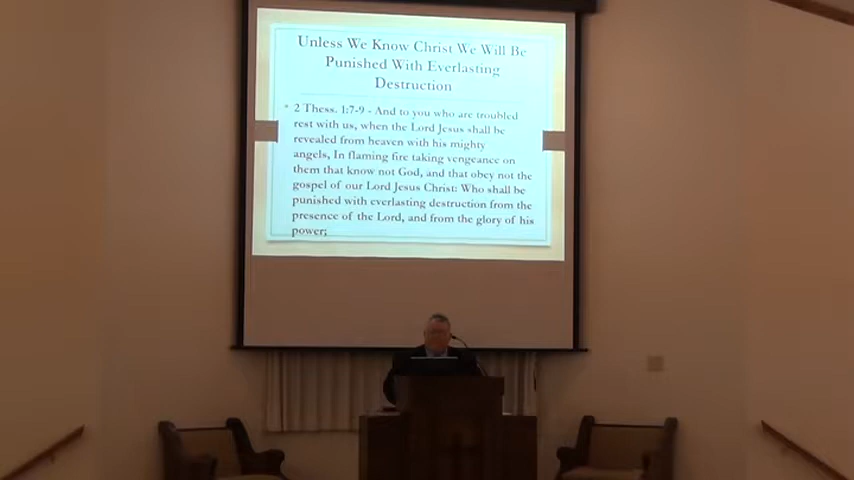 Unless We Know Christ We Will Be
Punished With Everlasting
Destruction
• 2 Thess. 1:7-9 - And to you who are troubled
rest with us, when the Lord Jesus shall be
revealed from heaven with his mighty
angels, In flaming fire taking vengeance on
them that know not God, and that obey not the
gospel of our Lord Jesus Christ: Who shall be
punished with everlasting destruction from the
presence of the Lord, and from the glory of his
power;